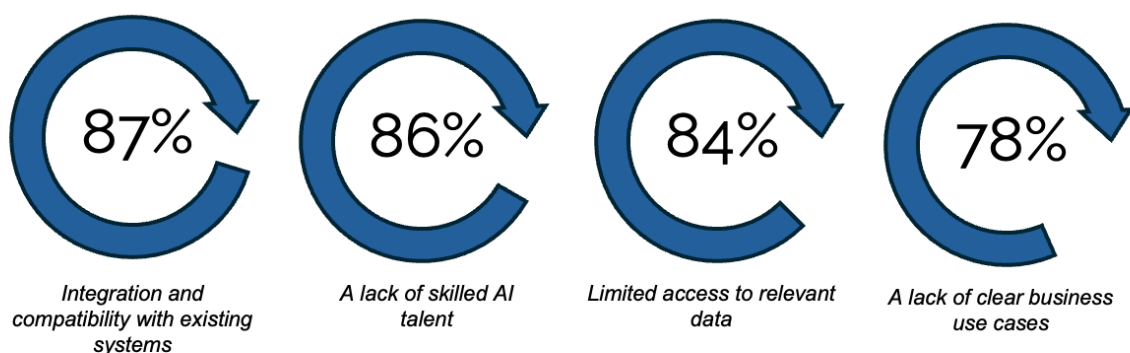 87%
Integration and
compatibility with existing
systems
86%
A lack of skilled AI
talent
84%
Limited access to relevant
data
78%
A lack of clear business
use cases